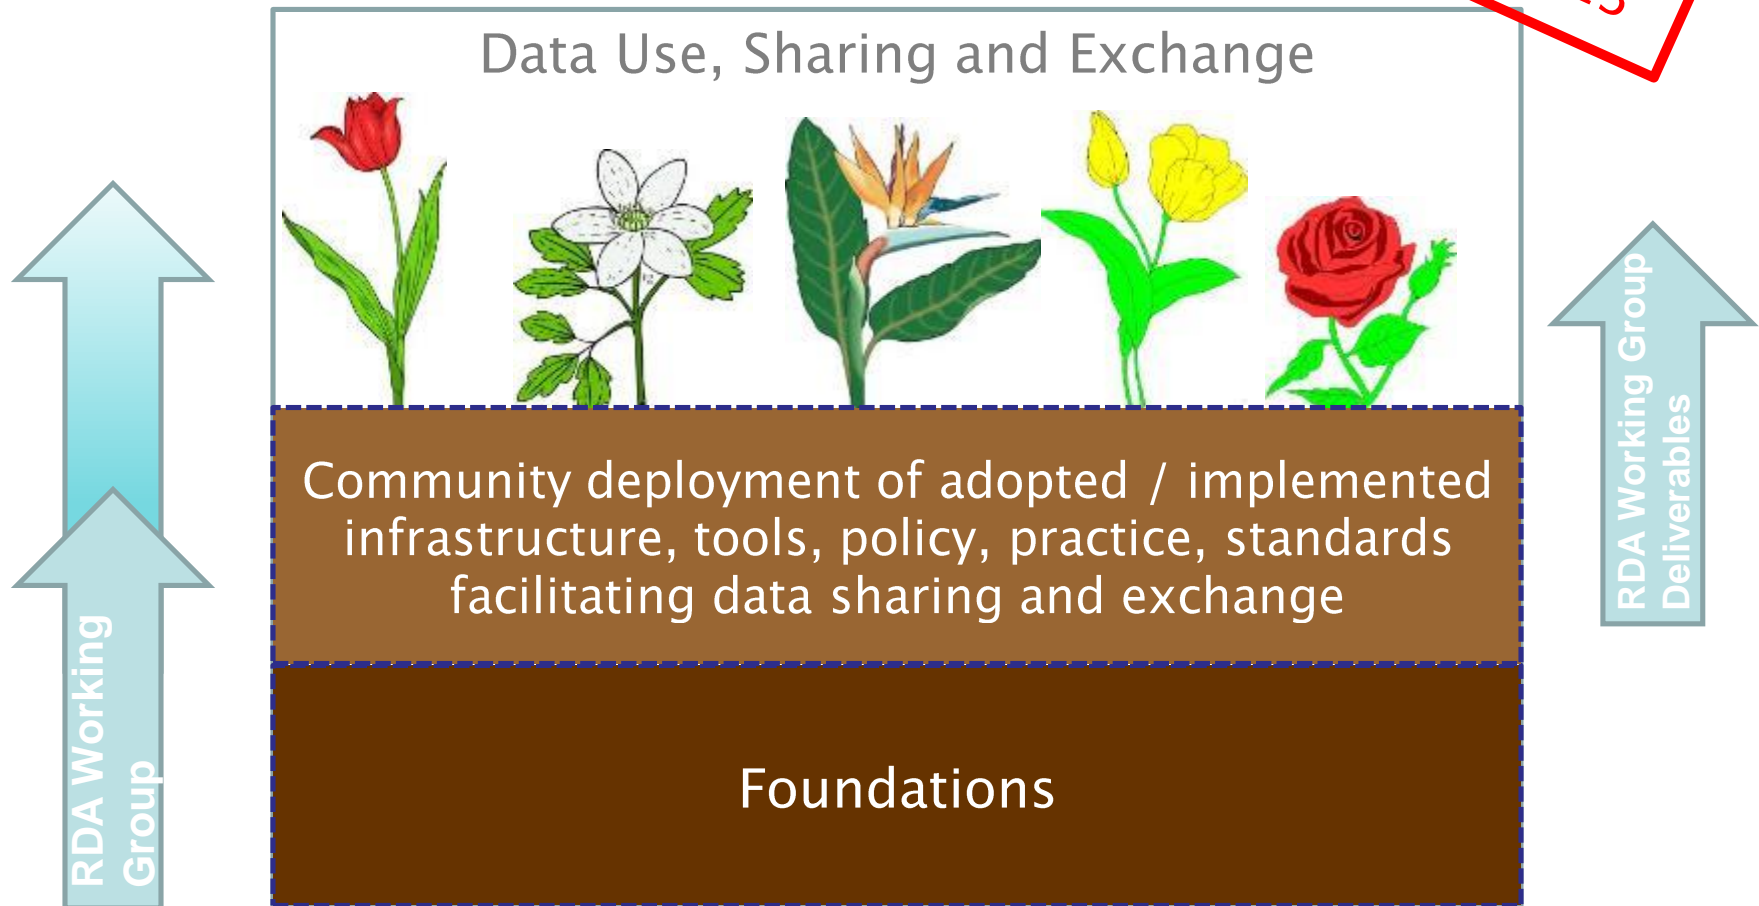 Data Use, Sharing and Exchange
Community deployment of adopted / implemented
infrastructure, tools, policy, practice, standards
facilitating data sharing and exchange
Foundations
RDA Working
Group
RDA Working Group
Deliverables